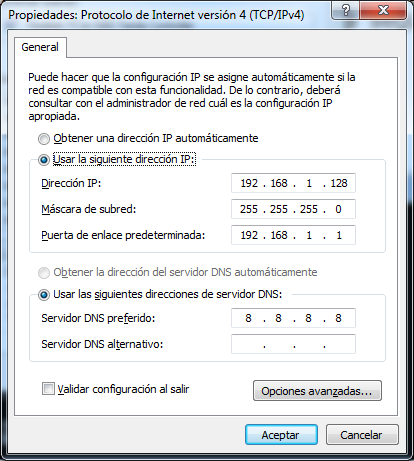 Propiedades: Protocolo de Internet versión 4 (TCP/IPv4)
General
Puede hacer que la configuración IP se asigne automáticamente si la
red es compatible con esta funcionalidad. De lo contrario, deberá
consultar con el administrador de red cuál es la configuración IP
apropiada.
Obtener una dirección IP automáticamente
Usar la siguiente dirección IP:
Dirección IP: 192 . 168 . 1 . 128
Máscara de subred: 255 . 255 . 255 . 0
Puerta de enlace predeterminada: 192 . 168 . 1 . 1
Obtener la dirección del servidor DNS automáticamente
Usar las siguientes direcciones de servidor DNS:
Servidor DNS preferido: 8 . 8 . 8 . 8
Servidor DNS alternativo: . . .
Validar configuración al salir
Opciones avanzadas...
Aceptar Cancelar